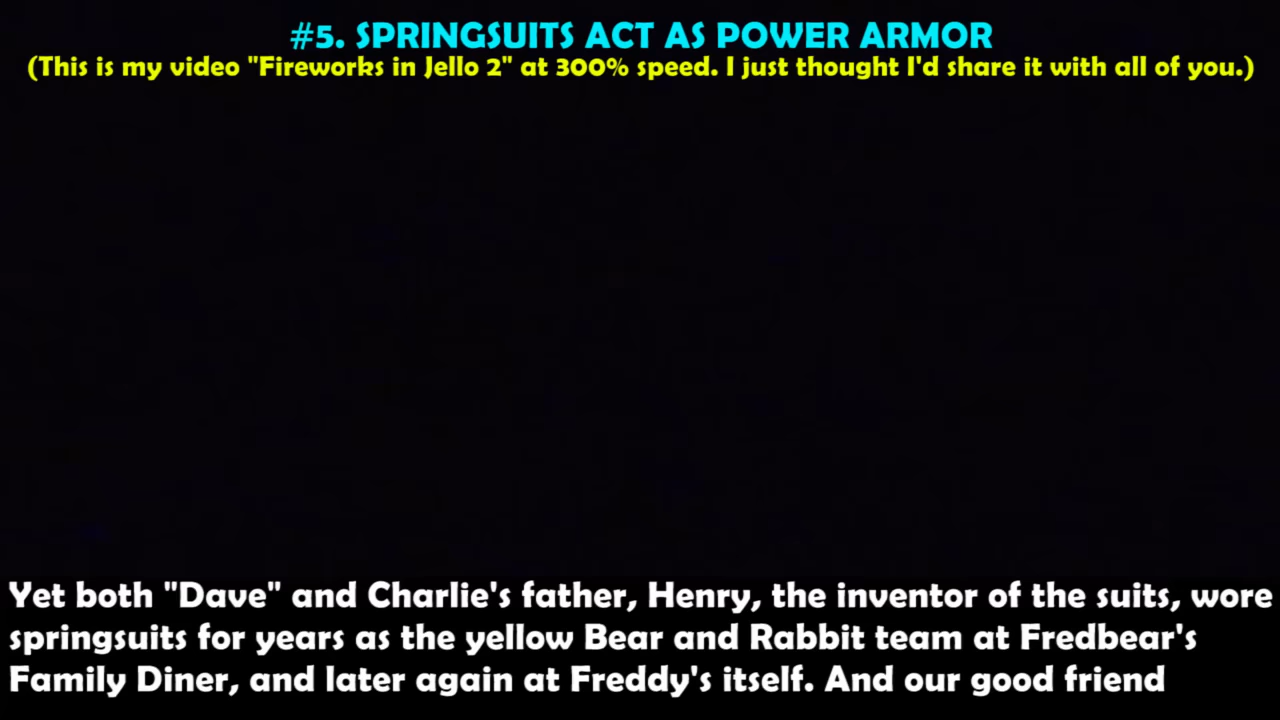 #5. SPRINGSUITS ACT AS POWER ARMOR
(This is my video "Fireworks in Jello 2" at 300% speed. I just thought I'd share it with all of you.)
Yet both "Dave" and Charlie's father, Henry, the inventor of the suits, wore
springsuits for years as the yellow Bear and Rabbit team at Fredbear's
Family Diner, and later again at Freddy's itself. And our good friend